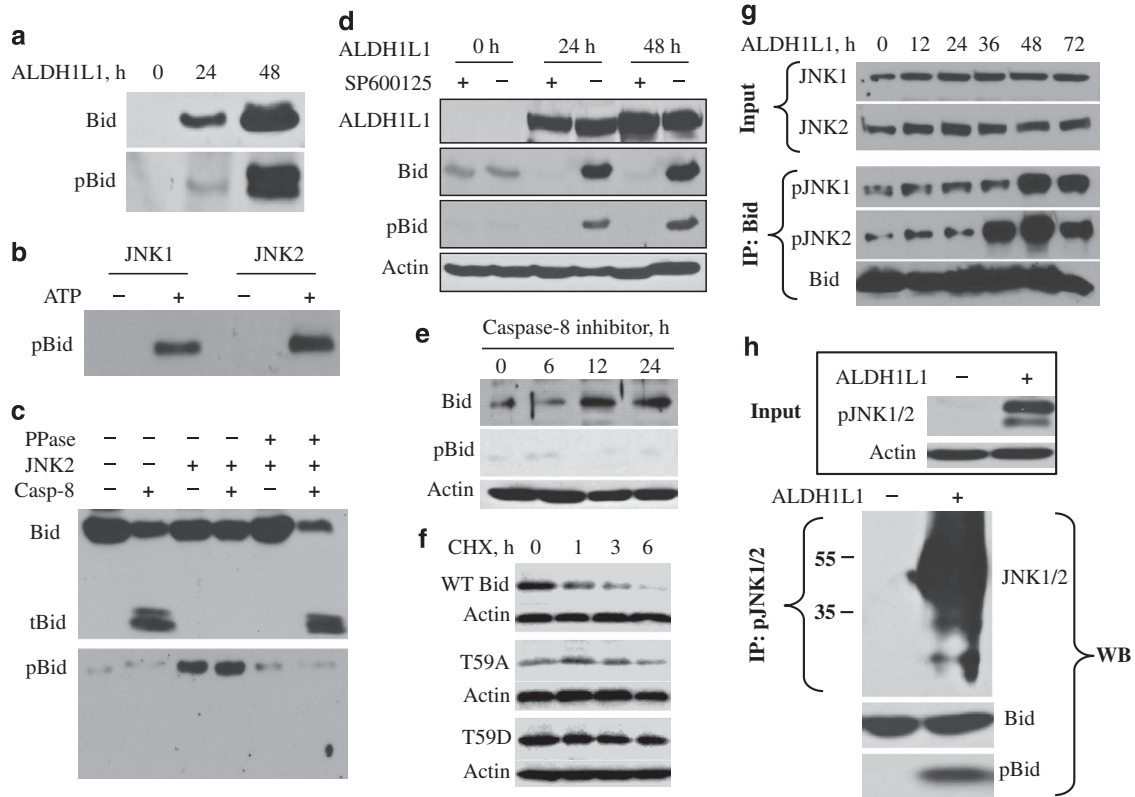 a
ALDH1L1, h 0 24 48
Bid
pBid
b
JNK1 JNK2
ATP − + − +
pBid
c
PPase − − − − + +
JNK2 − − + + + +
Casp-8 − + − + − +
Bid
tBid
pBid
d
ALDH1L1 0 h 24 h 48 h
SP600125 + − + − + −
ALDH1L1
Bid
pBid
Actin
e
Caspase-8 inhibitor, h
0 6 12 24
Bid
pBid
Actin
f
CHX, h 0 1 3 6
WT Bid
Actin
T59A
Actin
T59D
Actin
g
ALDH1L1, h 0 12 24 36 48 72
Input
JNK1
JNK2
IP: Bid
pJNK1
pJNK2
Bid
h
Input
ALDH1L1 − +
pJNK1/2
Actin
ALDH1L1 − +
IP: pJNK1/2
55
35
JNK1/2
Bid
pBid
WB